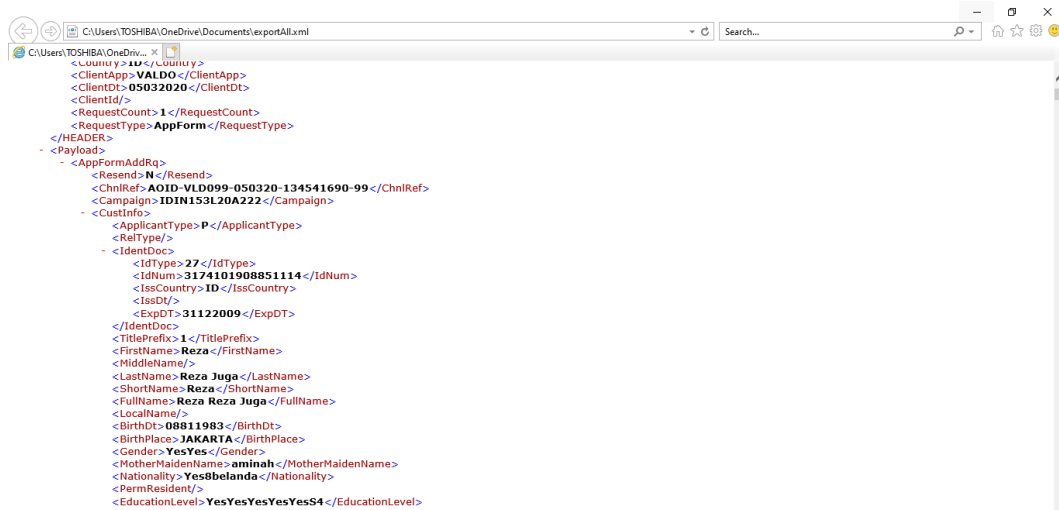 C:\Users\TOSHIBA\OneDrive\Documents\exportAll.xml
Search...
C:\Users\TOSHIBA\OneDriv...
<Country>ID</Country>
<ClientApp>VALDO</ClientApp>
<ClientDt>05032020</ClientDt>
<ClientId/>
<RequestCount>1</RequestCount>
<RequestType>AppForm</RequestType>
</HEADER>
- <Payload>
- <AppFormAddRq>
<Resend>N</Resend>
<ChnlRef>AOID-VLD099-050320-134541690-99</ChnlRef>
<Campaign>IDIN153L20A222</Campaign>
- <CustInfo>
<ApplicantType>P</ApplicantType>
<RelType/>
- <IdentDoc>
<IdType>27</IdType>
<IdNum>3174101908851114</IdNum>
<IssCountry>ID</IssCountry>
<IssDt/>
<ExpDT>31122009</ExpDT>
</IdentDoc>
<TitlePrefix>1</TitlePrefix>
<FirstName>Reza</FirstName>
<MiddleName/>
<LastName>Reza Juga</LastName>
<ShortName>Reza</ShortName>
<FullName>Reza Reza Juga</FullName>
<LocalName/>
<BirthDt>08811983</BirthDt>
<BirthPlace>JAKARTA</BirthPlace>
<Gender>YesYes</Gender>
<MotherMaidenName>aminah</MotherMaidenName>
<Nationality>Yes8belanda</Nationality>
<PermResident/>
<EducationLevel>YesYesYesYesYesS4</EducationLevel>